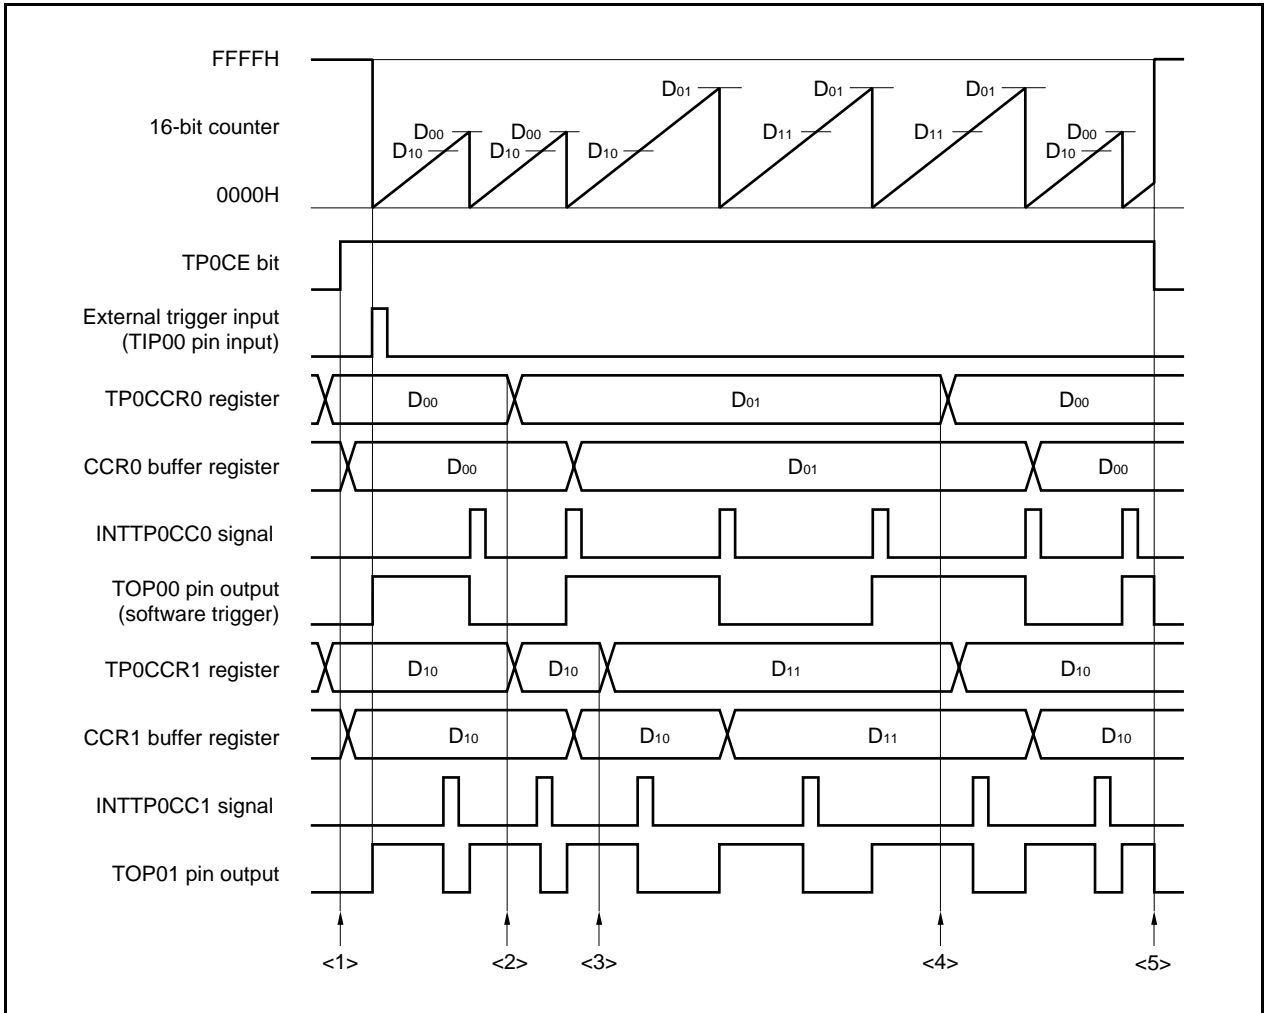 FFFFH
D01 D01 D01
16-bit counter D00 D00 D11 D11 D00
D10 D10 D10 D10
0000H
TP0CE bit
External trigger input
(TIP00 pin input)
TP0CCR0 register D00 D01 D00
CCR0 buffer register D00 D01 D00
INTTP0CC0 signal
TOP00 pin output
(software trigger)
TP0CCR1 register D10 D10 D11 D10
CCR1 buffer register D10 D10 D11 D10
INTTP0CC1 signal
TOP01 pin output
<1> <2> <3> <4> <5>